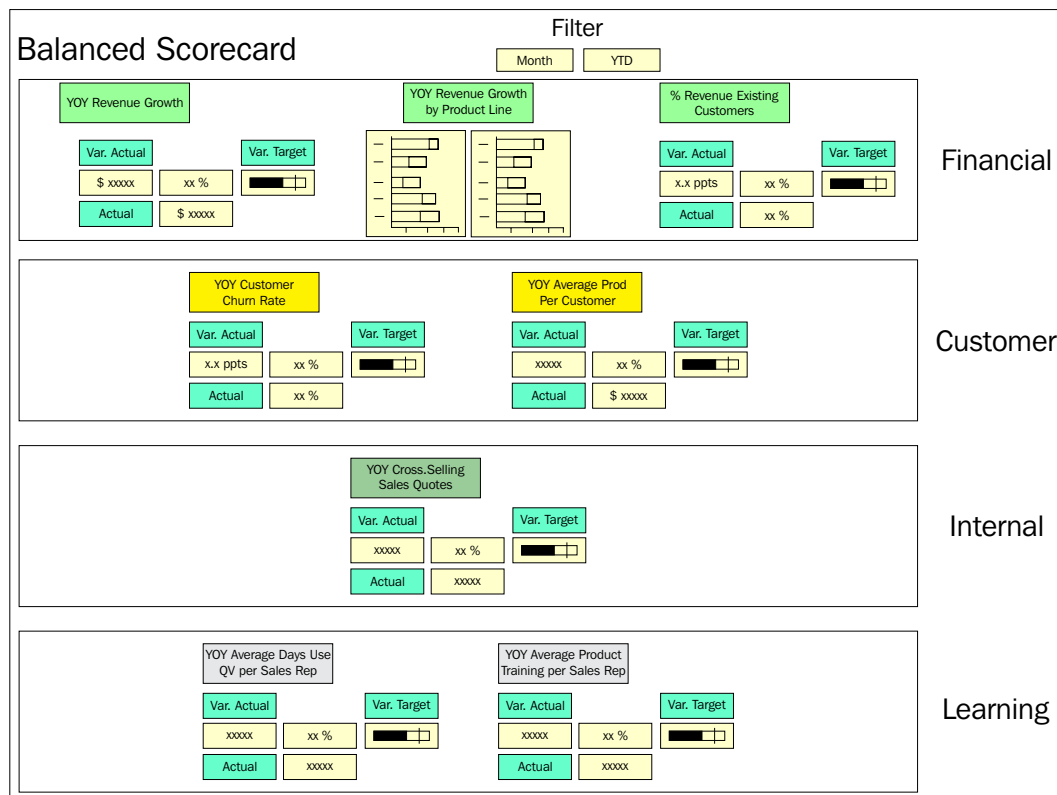 Balanced Scorecard
Filter
Month
YTD
YOY Revenue Growth
YOY Revenue Growth
by Product Line
% Revenue Existing
Customers
Var. Actual
Var. Target
$ xxxxx
xx %
Actual
$ xxxxx
Var. Actual
Var. Target
x.x ppts
xx %
Actual
xx %
Financial
YOY Customer
Churn Rate
YOY Average Prod
Per Customer
Var. Actual
Var. Target
x.x ppts
xx %
Actual
xx %
Var. Actual
Var. Target
xxxxx
xx %
Actual
$ xxxxx
Customer
YOY Cross.Selling
Sales Quotes
Var. Actual
Var. Target
xxxxx
xx %
Actual
xxxxx
Internal
YOY Average Days Use
QV per Sales Rep
YOY Average Product
Training per Sales Rep
Var. Actual
Var. Target
xxxxx
xx %
Actual
xxxxx
Var. Actual
Var. Target
xxxxx
xx %
Actual
xxxxx
Learning